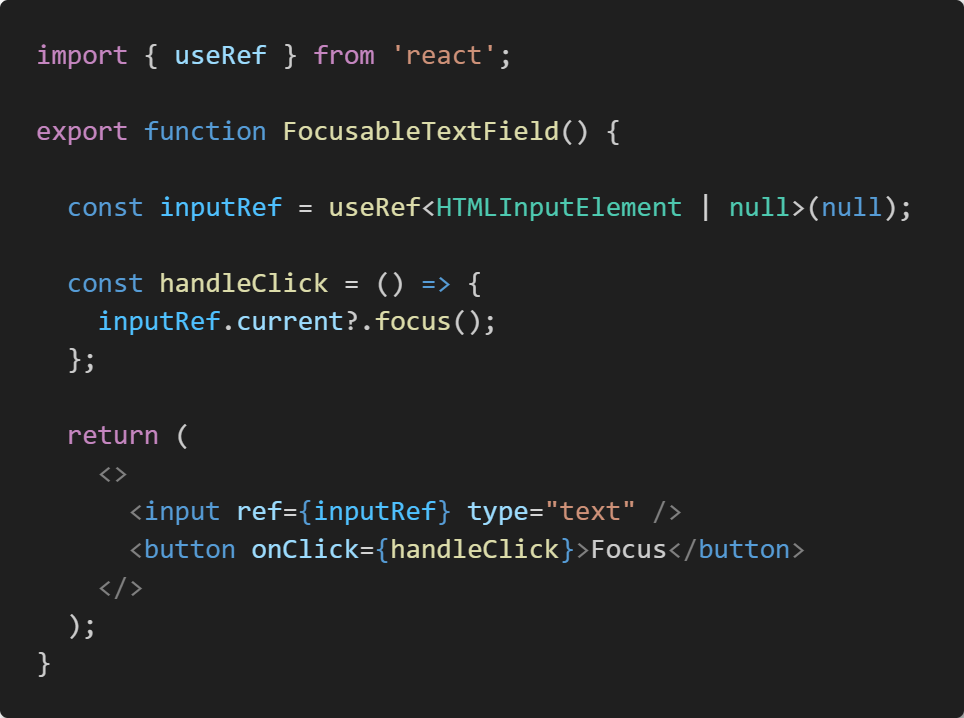 import { useRef } from 'react';

export function FocusableTextField() {

  const inputRef = useRef<HTMLInputElement | null>(null);

  const handleClick = () => {
    inputRef.current?.focus();
  };

  return (
    <>
      <input ref={inputRef} type="text" />
      <button onClick={handleClick}>Focus</button>
    </>
  );
}